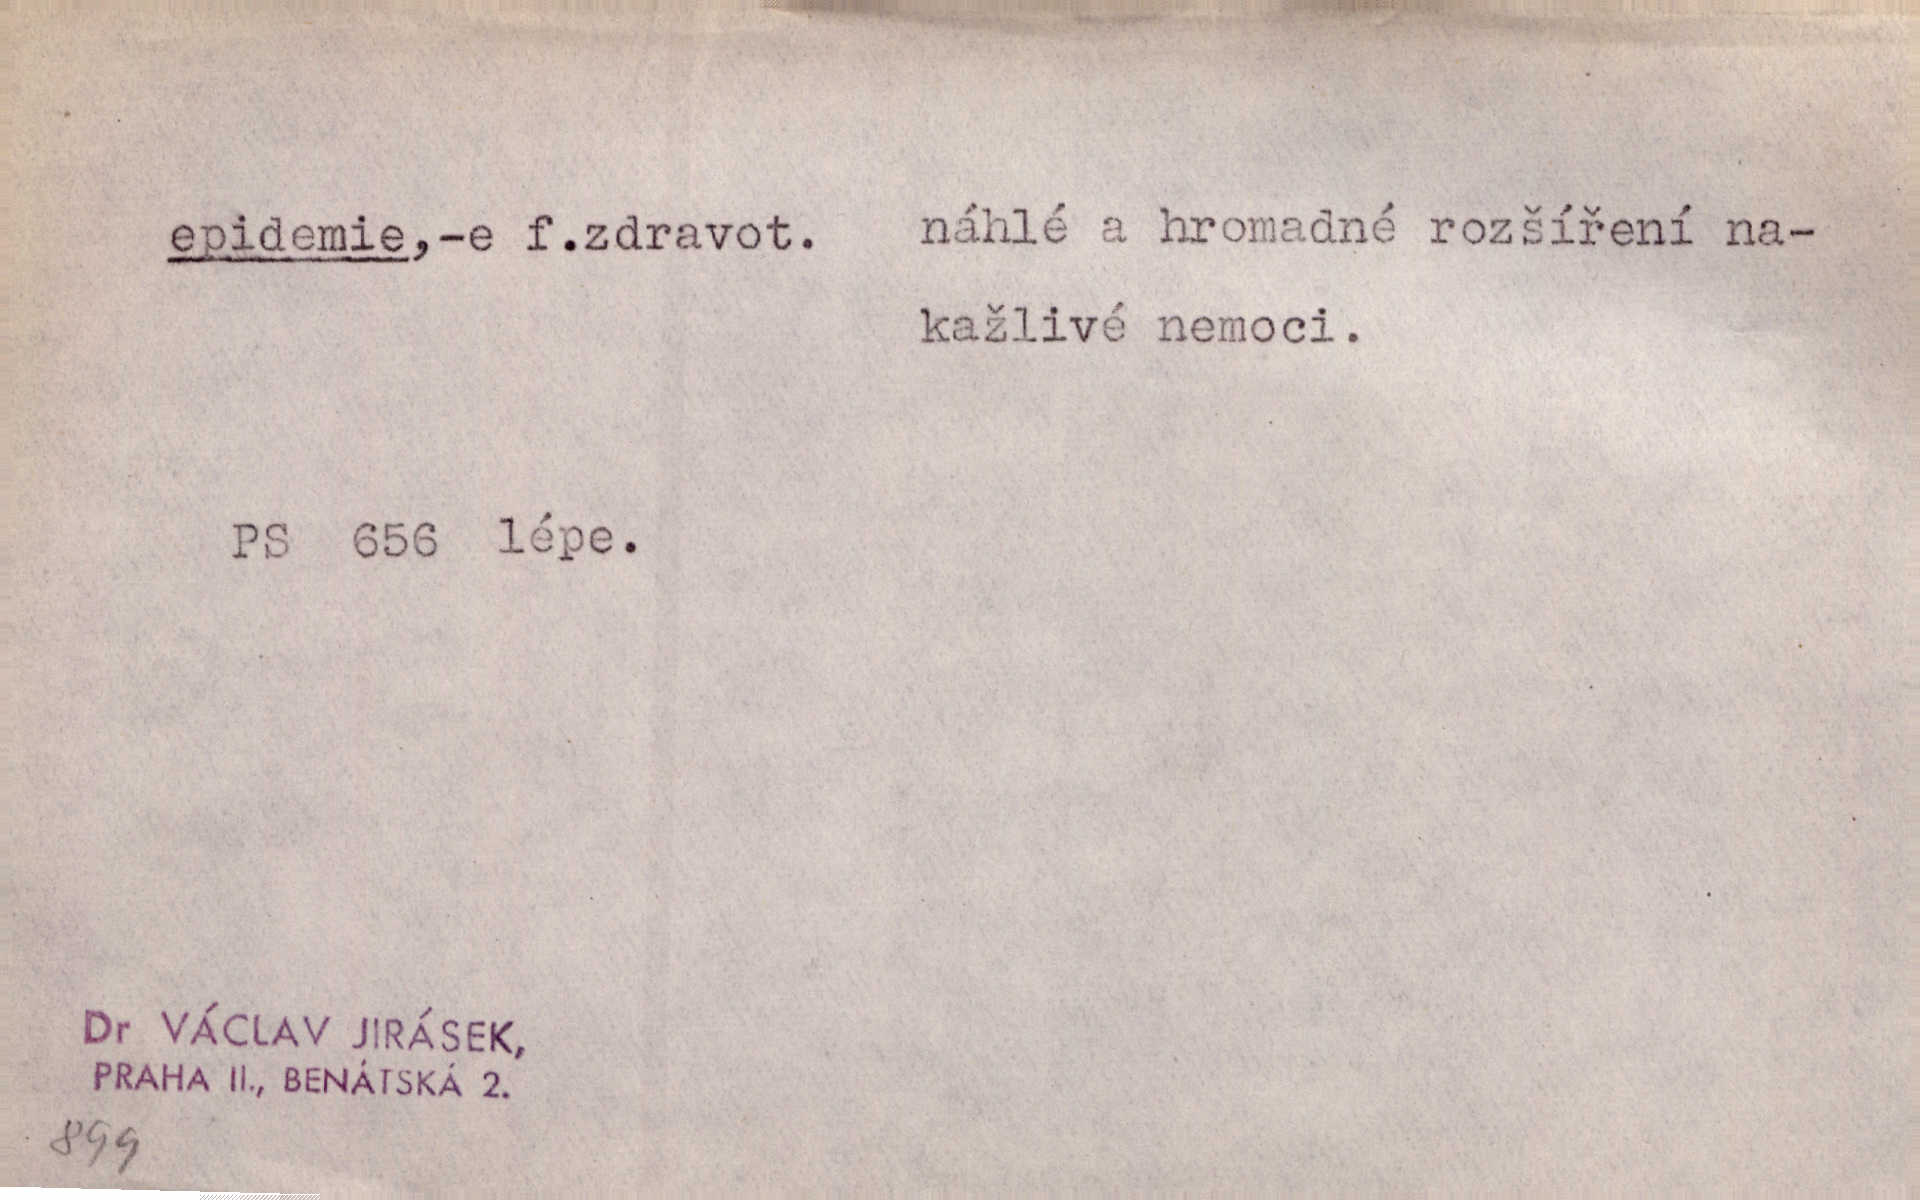 epidemie,-e f.zdravot. náhlé a hromadné rozšíření na-
kažlivé nemoci.
PS 656 lépe.
Dr VÁCLAV JIRÁSEK,
PRAHA II., BENÁTSKÁ 2.
899